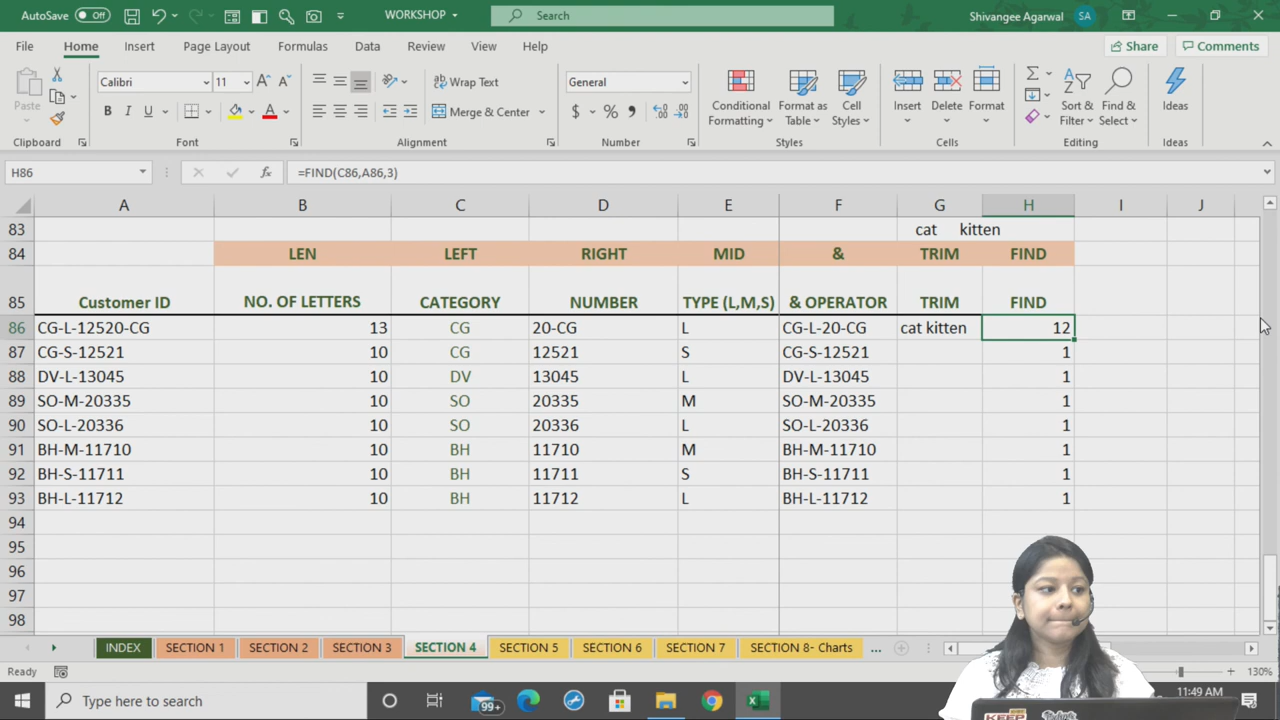 AutoSave Off WORKSHOP Search Shivangee Agarwal SA
File Home Insert Page Layout Formulas Data Review View Help Share Comments
Paste Calibri 11 A A Wrap Text General Conditional Formatting Format as Table Cell Styles Insert Delete Format Sort & Filter Find & Select Ideas
B I U A Merge & Center $ % ,
Clipboard Font Alignment Number Styles Cells Editing Ideas
H86 fx =FIND(C86,A86,3)
A B C D E F G H I J
83 cat kitten
84 LEN LEFT RIGHT MID & TRIM FIND
85 Customer ID NO. OF LETTERS CATEGORY NUMBER TYPE (L,M,S) & OPERATOR TRIM FIND
86 CG-L-12520-CG 13 CG 20-CG L CG-L-20-CG cat kitten 12
87 CG-S-12521 10 CG 12521 S CG-S-12521 1
88 DV-L-13045 10 DV 13045 L DV-L-13045 1
89 SO-M-20335 10 SO 20335 M SO-M-20335 1
90 SO-L-20336 10 SO 20336 L SO-L-20336 1
91 BH-M-11710 10 BH 11710 M BH-M-11710 1
92 BH-S-11711 10 BH 11711 S BH-S-11711 1
93 BH-L-11712 10 BH 11712 L BH-L-11712 1
94
95
96
97
98
INDEX SECTION 1 SECTION 2 SECTION 3 SECTION 4 SECTION 5 SECTION 6 SECTION 7 SECTION 8- Charts ...
Ready 130%
Type here to search 99+ 11:49 AM
KEEP